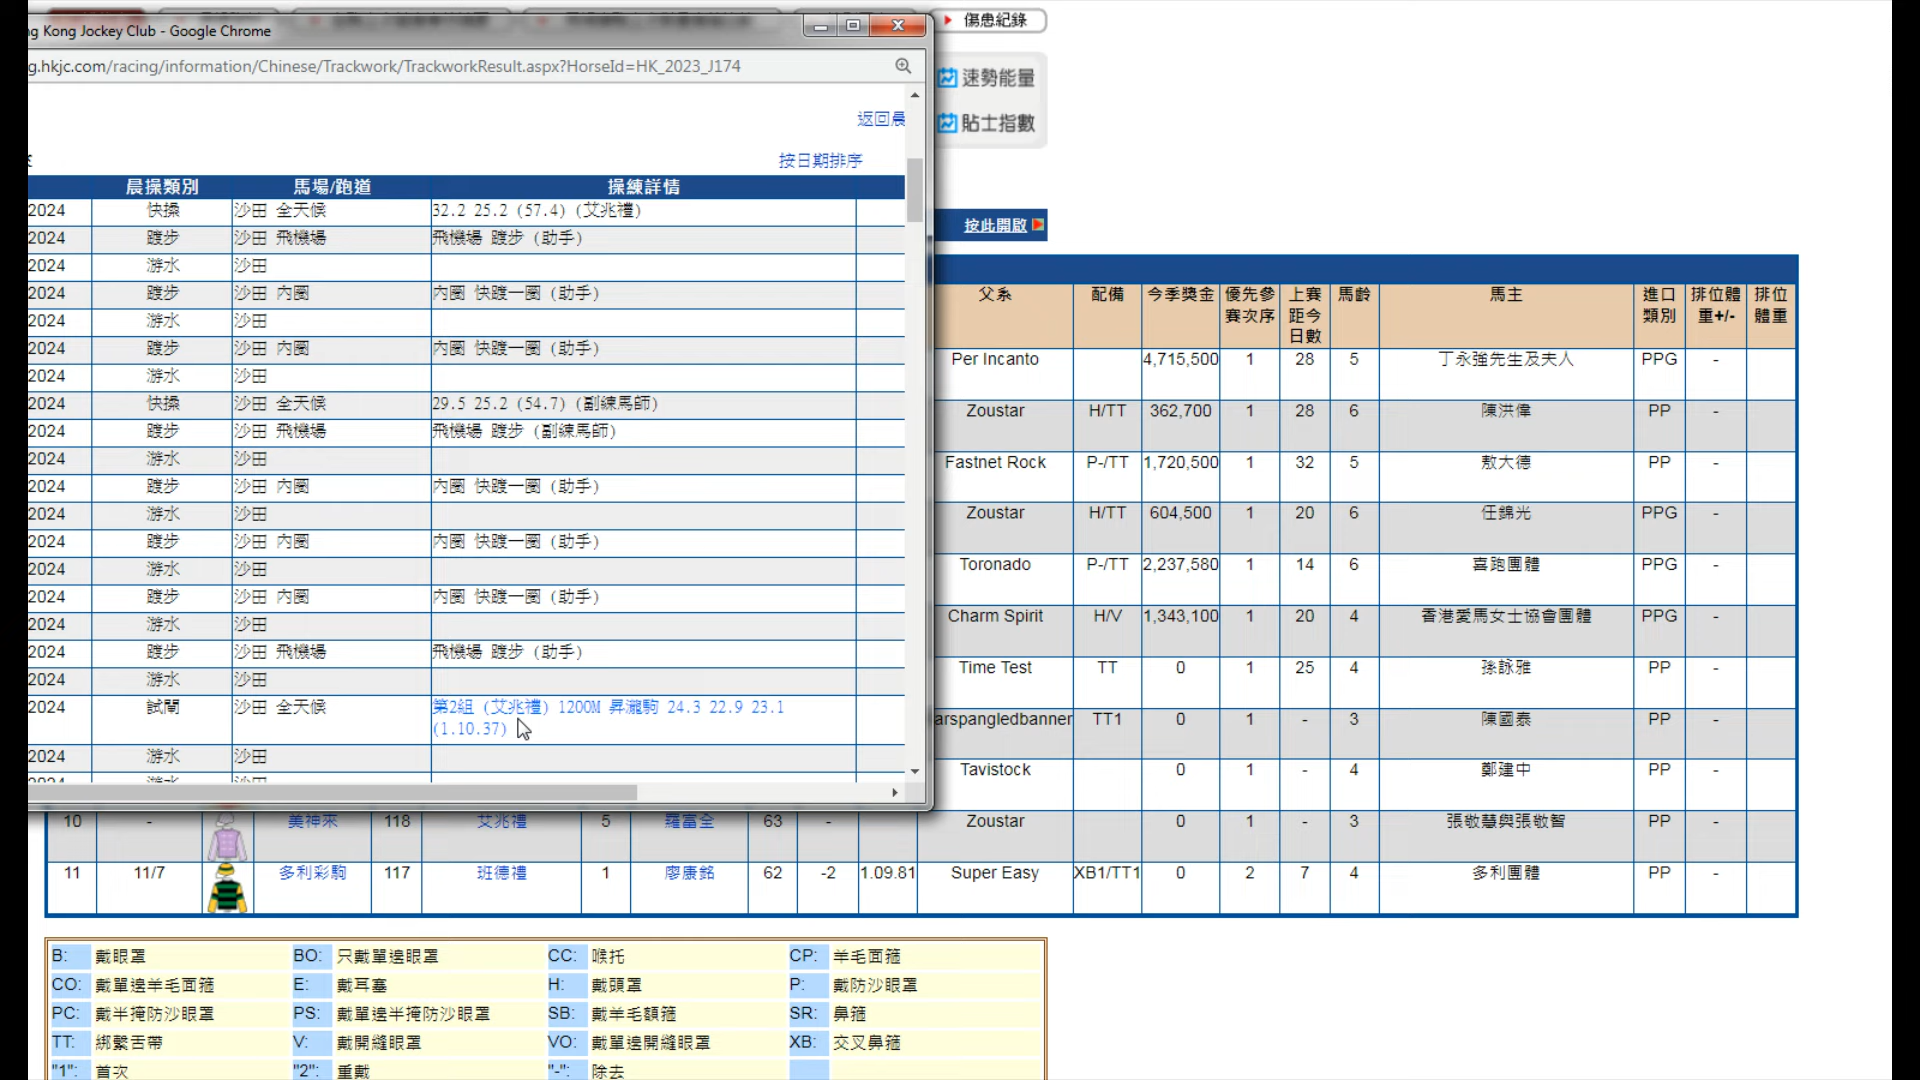 ng Kong Jockey Club - Google Chrome
傷患紀錄
g.hkjc.com/racing/information/Chinese/Trackwork/TrackworkResult.aspx?HorseId=HK_2023_J174
速勢能量
返回晨
貼士指數
按日期排序
晨操類別 馬場/跑道 操練詳情
2024 快操 沙田 全天候 32.2 25.2 (57.4) (艾兆禮)
按此開啟
2024 踱步 沙田 飛機場 飛機場 踱步 (助手)
2024 游水 沙田
2024 踱步 沙田 內圈 內圈 快踱一圈 (助手)
2024 游水 沙田
2024 踱步 沙田 內圈 內圈 快踱一圈 (助手)
2024 游水 沙田
2024 快操 沙田 全天候 29.5 25.2 (54.7) (副練馬師)
2024 踱步 沙田 飛機場 飛機場 踱步 (副練馬師)
2024 游水 沙田
2024 踱步 沙田 內圈 內圈 快踱一圈 (助手)
2024 游水 沙田
2024 踱步 沙田 內圈 內圈 快踱一圈 (助手)
2024 游水 沙田
2024 踱步 沙田 內圈 內圈 快踱一圈 (助手)
2024 游水 沙田
2024 踱步 沙田 飛機場 飛機場 踱步 (助手)
2024 游水 沙田
2024 試閘 沙田 全天候 第2組 (艾兆禮) 1200M 昇瀧駒 24.3 22.9 23.1
(1.10.37)
2024 游水 沙田
父系 配備 今季獎金 優先參 上賽 馬齡 馬主 進口 排位體 排位
賽次序 距今 類別 重+/- 體重
日數
Per Incanto 4,715,500 1 28 5 丁永強先生及夫人 PPG -
Zoustar H/TT 362,700 1 28 6 陳洪偉 PP -
Fastnet Rock P-/TT 1,720,500 1 32 5 敖大德 PP -
Zoustar H/TT 604,500 1 20 6 任錦光 PPG -
Toronado P-/TT 2,237,580 1 14 6 喜跑團體 PPG -
Charm Spirit H/V 1,343,100 1 20 4 香港愛馬女士協會團體 PPG -
Time Test TT 0 1 25 4 孫詠雅 PP -
arspangledbanner TT1 0 1 - 3 陳國泰 PP -
Tavistock 0 1 - 4 鄭建中 PP -
10 - 美神來 118 艾兆禮 5 羅富全 63 - Zoustar 0 1 - 3 張敬慧與張敬智 PP -
11 11/7 多利彩駒 117 班德禮 1 廖康銘 62 -2 1.09.81 Super Easy XB1/TT1 0 2 7 4 多利團體 PP -
B: 戴眼罩 BO: 只戴單邊眼罩 CC: 喉托 CP: 羊毛面箍
CO: 戴單邊羊毛面箍 E: 戴耳塞 H: 戴頭罩 P: 戴防沙眼罩
PC: 戴半掩防沙眼罩 PS: 戴單邊半掩防沙眼罩 SB: 戴羊毛額箍 SR: 鼻箍
TT: 綁繫舌帶 V: 戴開縫眼罩 VO: 戴單邊開縫眼罩 XB: 交叉鼻箍
"1": 首次 "2": 重戴 "-": 除去